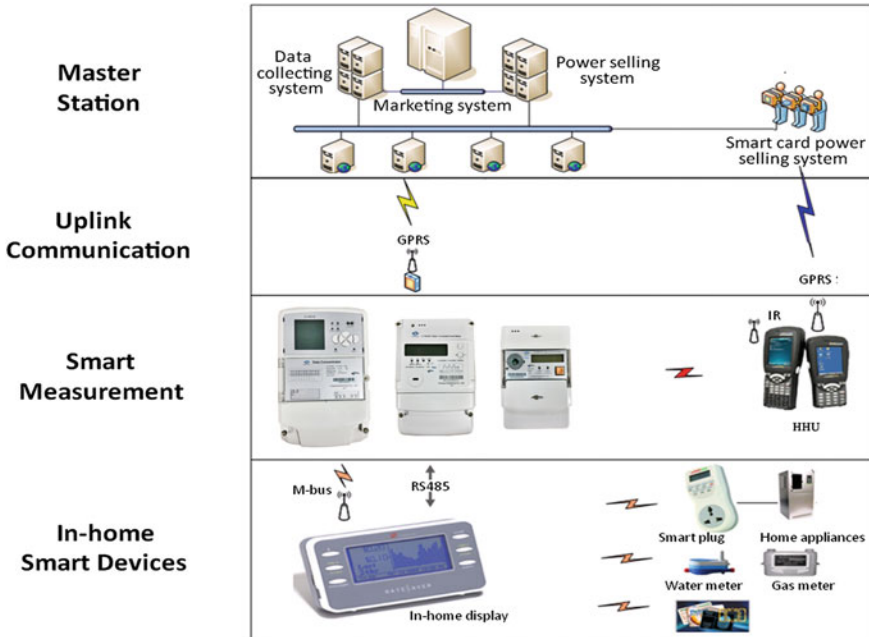 Master
Station
Data
collecting
system
Marketing system
Power selling
system
Smart card power
selling system
Uplink
Communication
GPRS
GPRS :
Smart
Measurement
Data Concentrator
IR
HHU
In-home
Smart Devices
M-bus
RS485
In-home display
Smart plug
Home appliances
Water meter
Gas meter